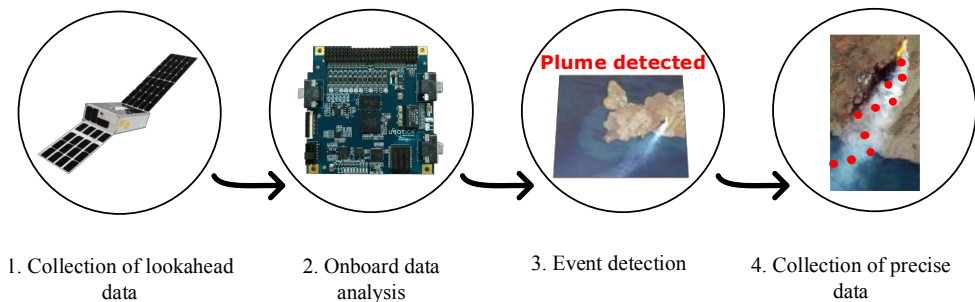 Plume detected
UBOTICA
1. Collection of lookahead
data
2. Onboard data
analysis
3. Event detection
4. Collection of precise
data